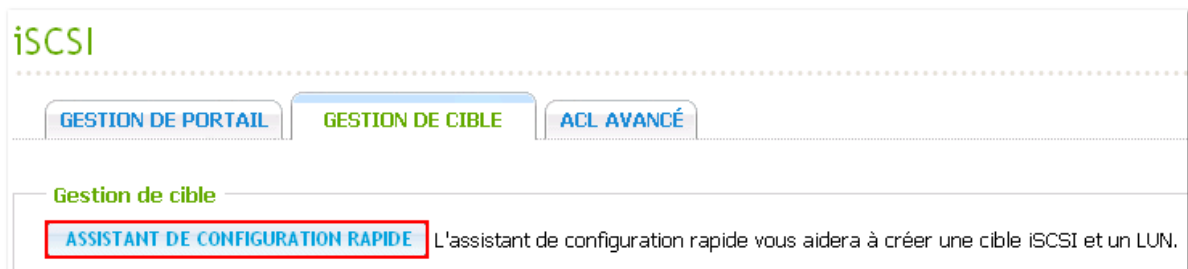 iSCSI
GESTION DE PORTAIL GESTION DE CIBLE ACL AVANCÉ
Gestion de cible
ASSISTANT DE CONFIGURATION RAPIDE L'assistant de configuration rapide vous aidera à créer une cible iSCSI et un LUN.